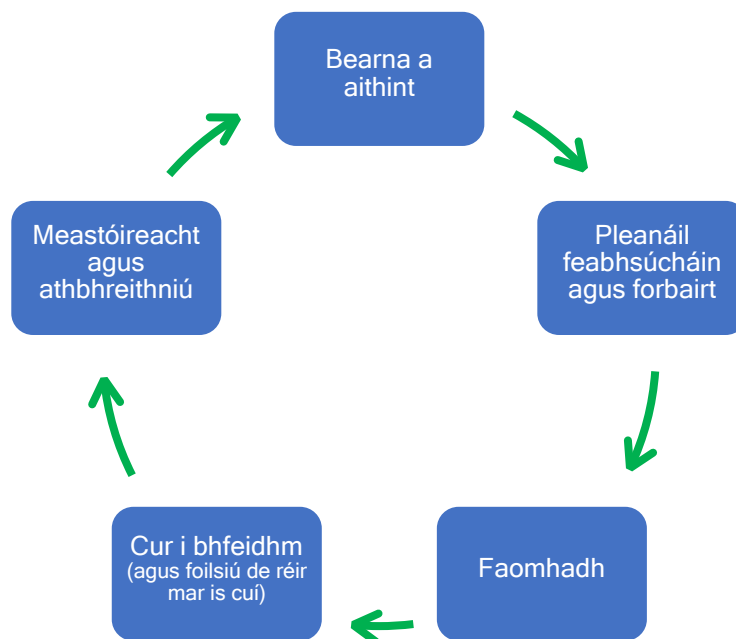 Bearna a
aithint
Pleanáil
feabhsúcháin
agus forbairt
Faomhadh
Cur i bhfeidhm
(agus foilsiú de réir
mar is cuí)
Meastóireacht
agus
athbhreithniú